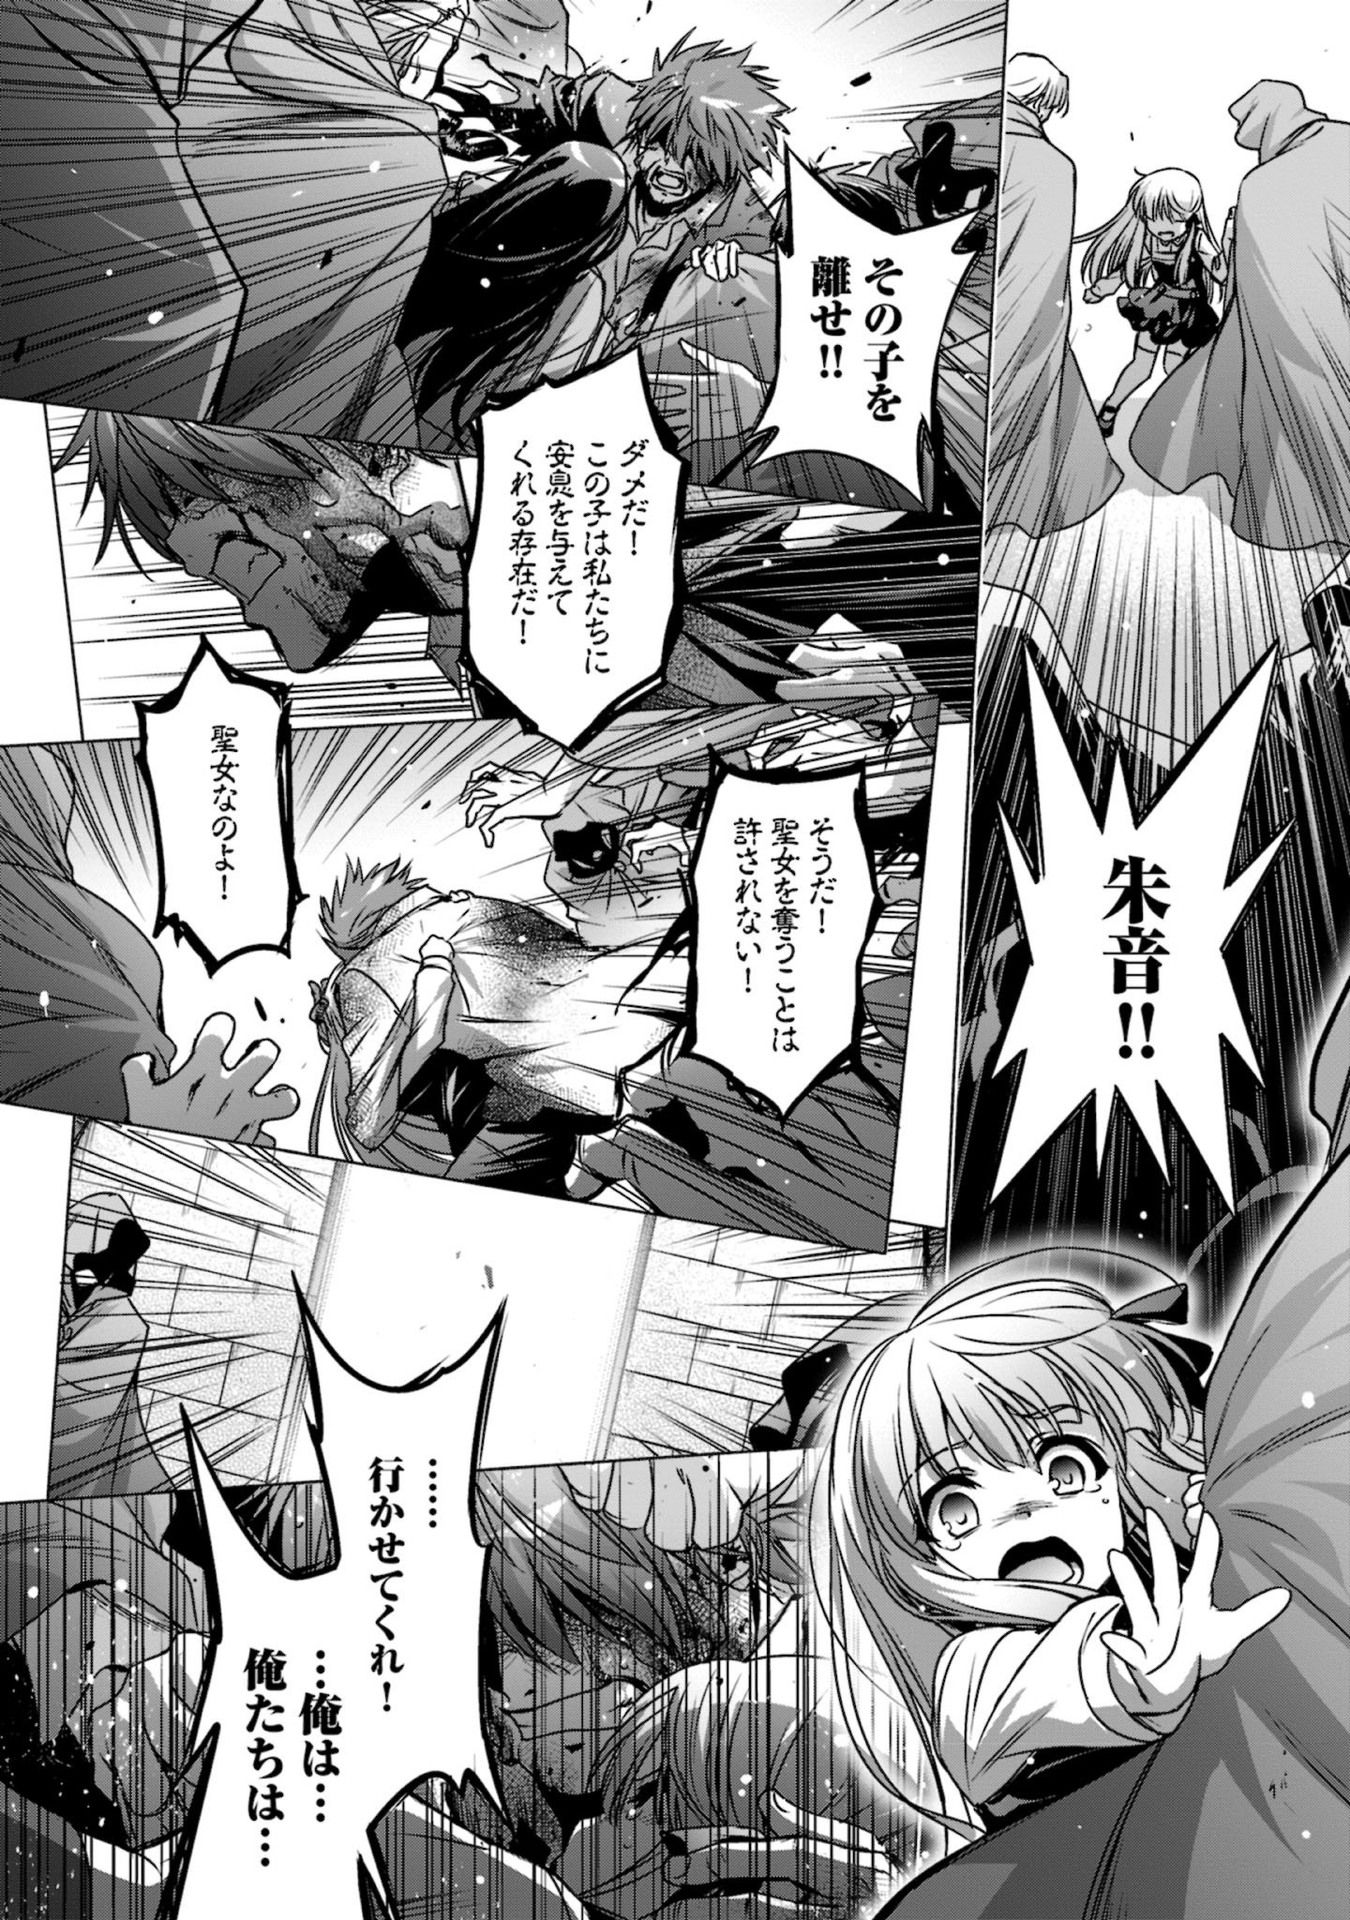 朱音!!
その子を
離せ!!
ダメだ！
この子は私たちに
安息を与えて
くれる存在だ！
そうだ！
聖女を奪うことは
許されない！
聖女なのよ！
……
行かせてくれ！
…俺は…
俺たちは…